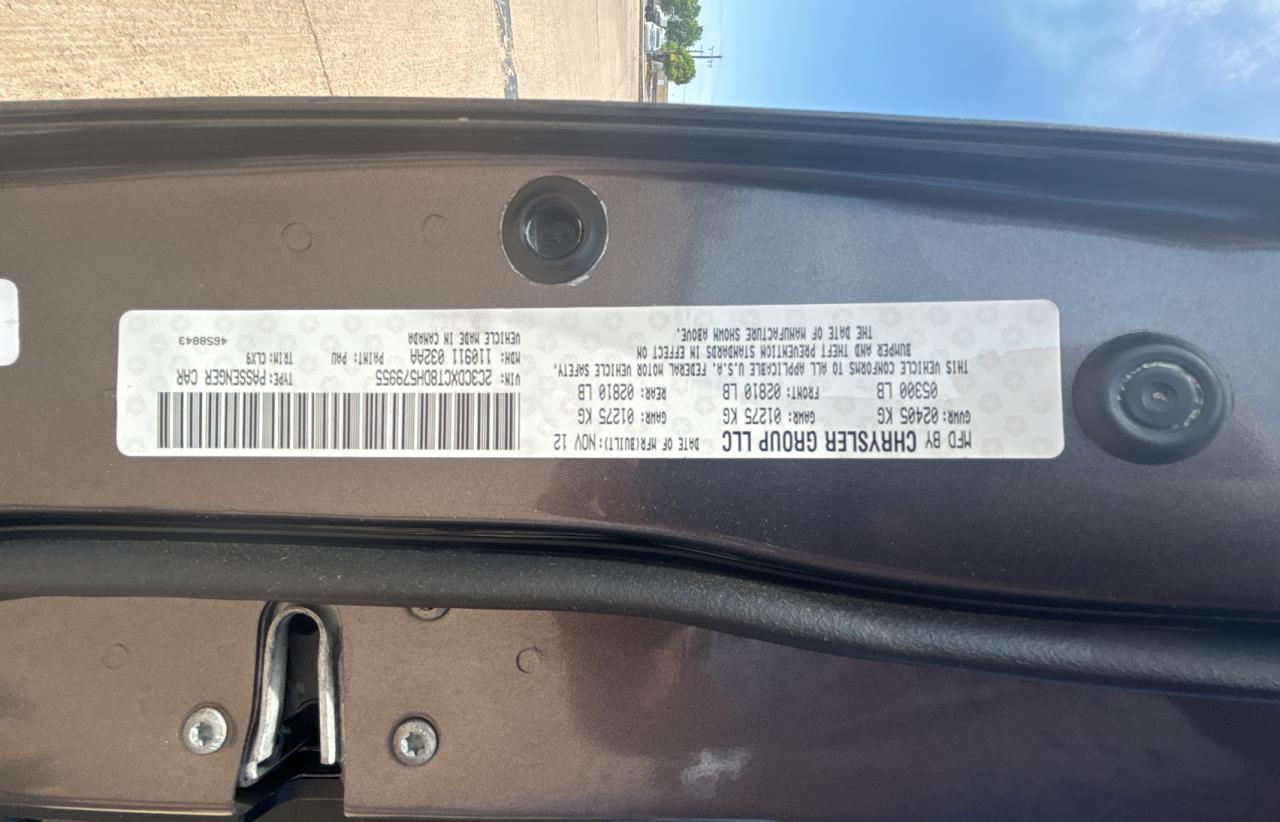 MFD BY CHRYSLER GROUP LLC DATE OF MFR(BUILT): NOV 12
GVWR: 02405 KG GAWR: 01275 KG GAWR: 01275 KG
05300 LB FRONT: 02810 LB REAR: 02810 LB
THIS VEHICLE CONFORMS TO ALL APPLICABLE U.S.A. FEDERAL MOTOR VEHICLE SAFETY,
BUMPER AND THEFT PREVENTION STANDARDS IN EFFECT ON
THE DATE OF MANUFACTURE SHOWN ABOVE.
VIN: 2C3CDXCT8DH579955 TYPE: PASSENGER CAR
MDH: 110911 032AA PAINT: PAU TRIM: CLX9
VEHICLE MADE IN CANADA 4658843